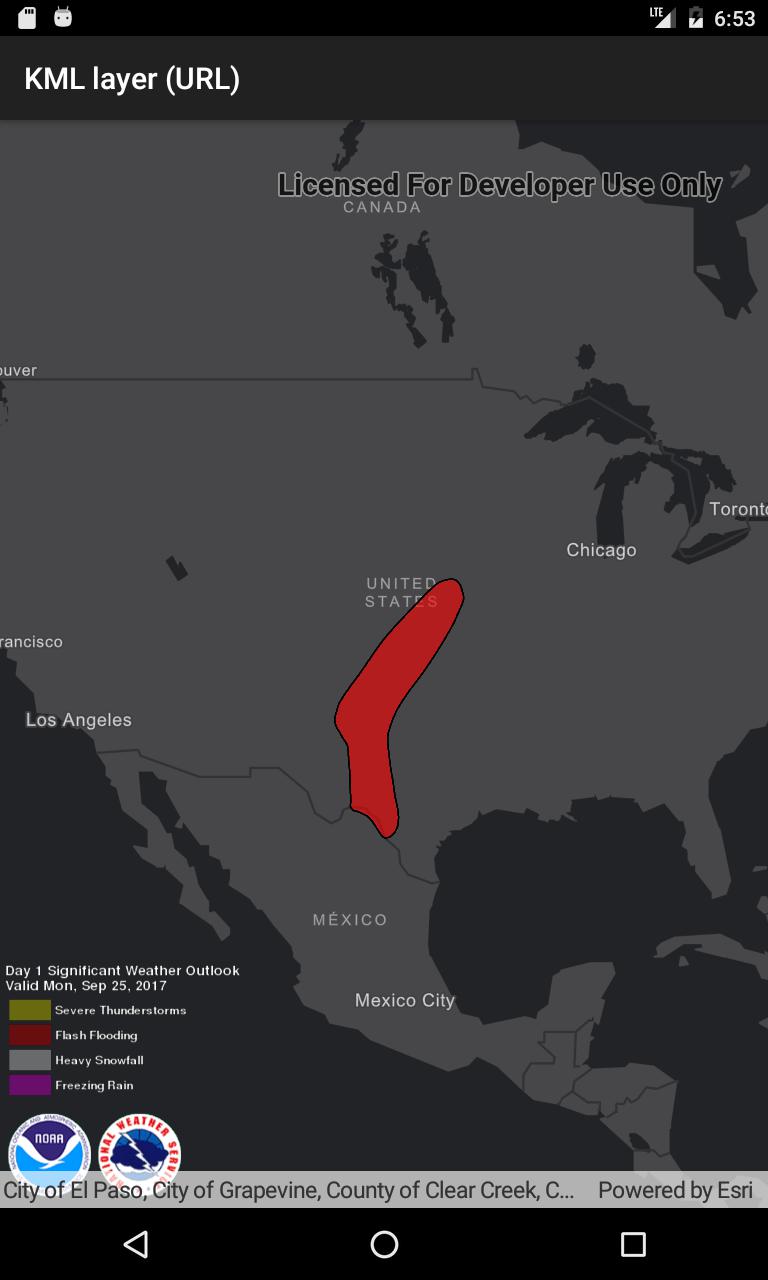 LTE 6:53
KML layer (URL)
Licensed For Developer Use Only
CANADA
ouver
Toronto
Chicago
UNITED
STATES
rancisco
Los Angeles
MÉXICO
Day 1 Significant Weather Outlook
Valid Mon, Sep 25, 2017
Mexico City
Severe Thunderstorms
Flash Flooding
Heavy Snowfall
Freezing Rain
NOAA
NATIONAL WEATHER SERVICE
City of El Paso, City of Grapevine, County of Clear Creek, C... Powered by Esri